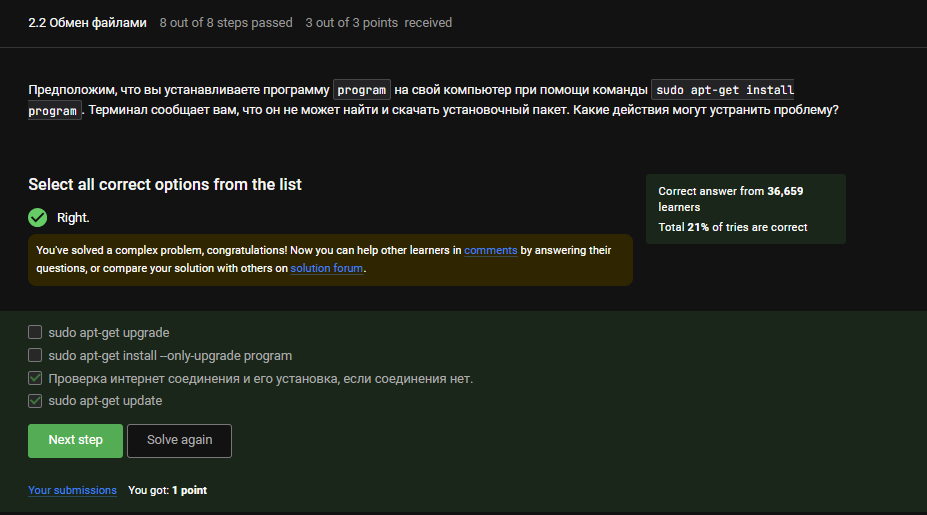 2.2 Обмен файлами 8 out of 8 steps passed 3 out of 3 points received
Предположим, что вы устанавливаете программу program на свой компьютер при помощи команды sudo apt-get install
program. Терминал сообщает вам, что он не может найти и скачать установочный пакет. Какие действия могут устранить проблему?
Select all correct options from the list
Right.
You've solved a complex problem, congratulations! Now you can help other learners in comments by answering their
questions, or compare your solution with others on solution forum.
Correct answer from 36,659
learners
Total 21% of tries are correct
sudo apt-get upgrade
sudo apt-get install –only-upgrade program
Проверка интернет соединения и его установка, если соединения нет.
sudo apt-get update
Next step Solve again
Your submissions You got: 1 point